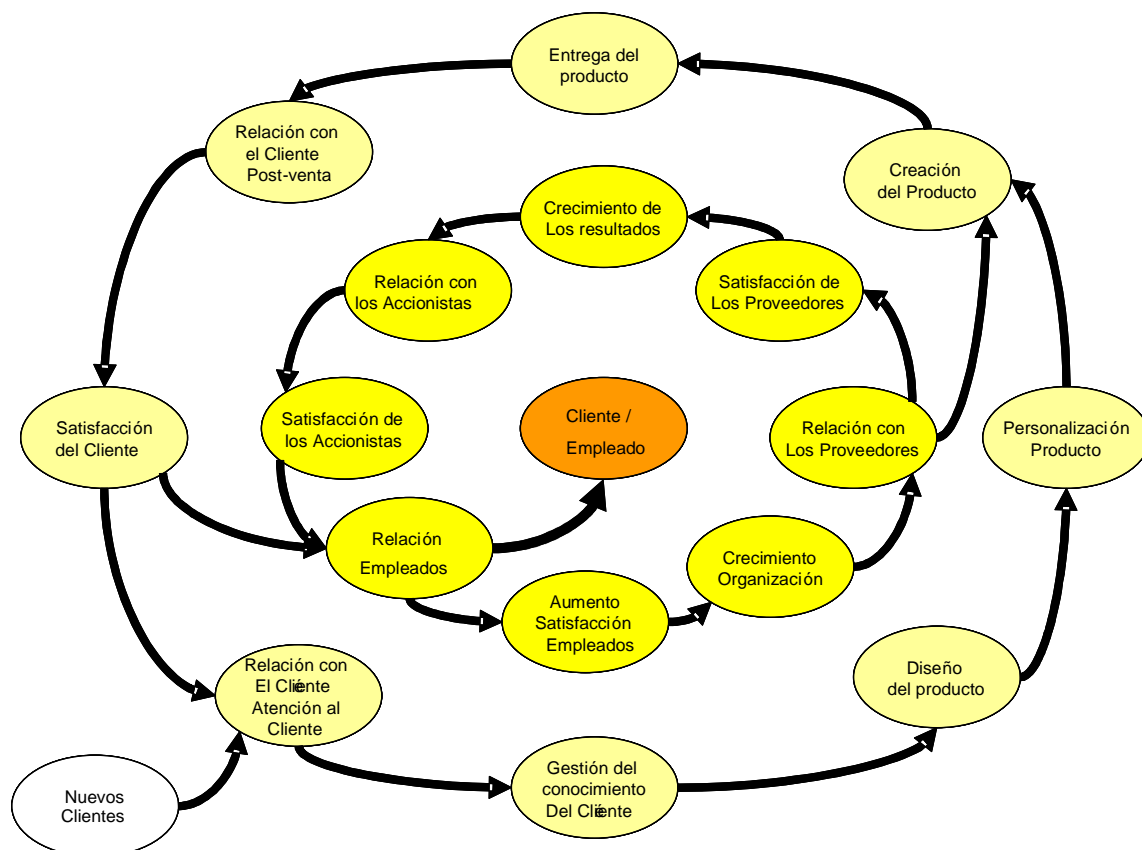 Entrega del
producto
Relación con
el Cliente
Post-venta
Creación
del Producto
Crecimiento de
Los resultados
Relación con
los Accionistas
Satisfacción de
Los Proveedores
Satisfacción
del Cliente
Satisfacción de
los Accionistas
Cliente /
Empleado
Relación con
Los Proveedores
Personalización
Producto
Relación
Empleados
Crecimiento
Organización
Aumento
Satisfacción
Empleados
Relación con
El Cliente
Atención al
Cliente
Diseño
del producto
Nuevos
Clientes
Gestión del
conocimiento
Del Cliente